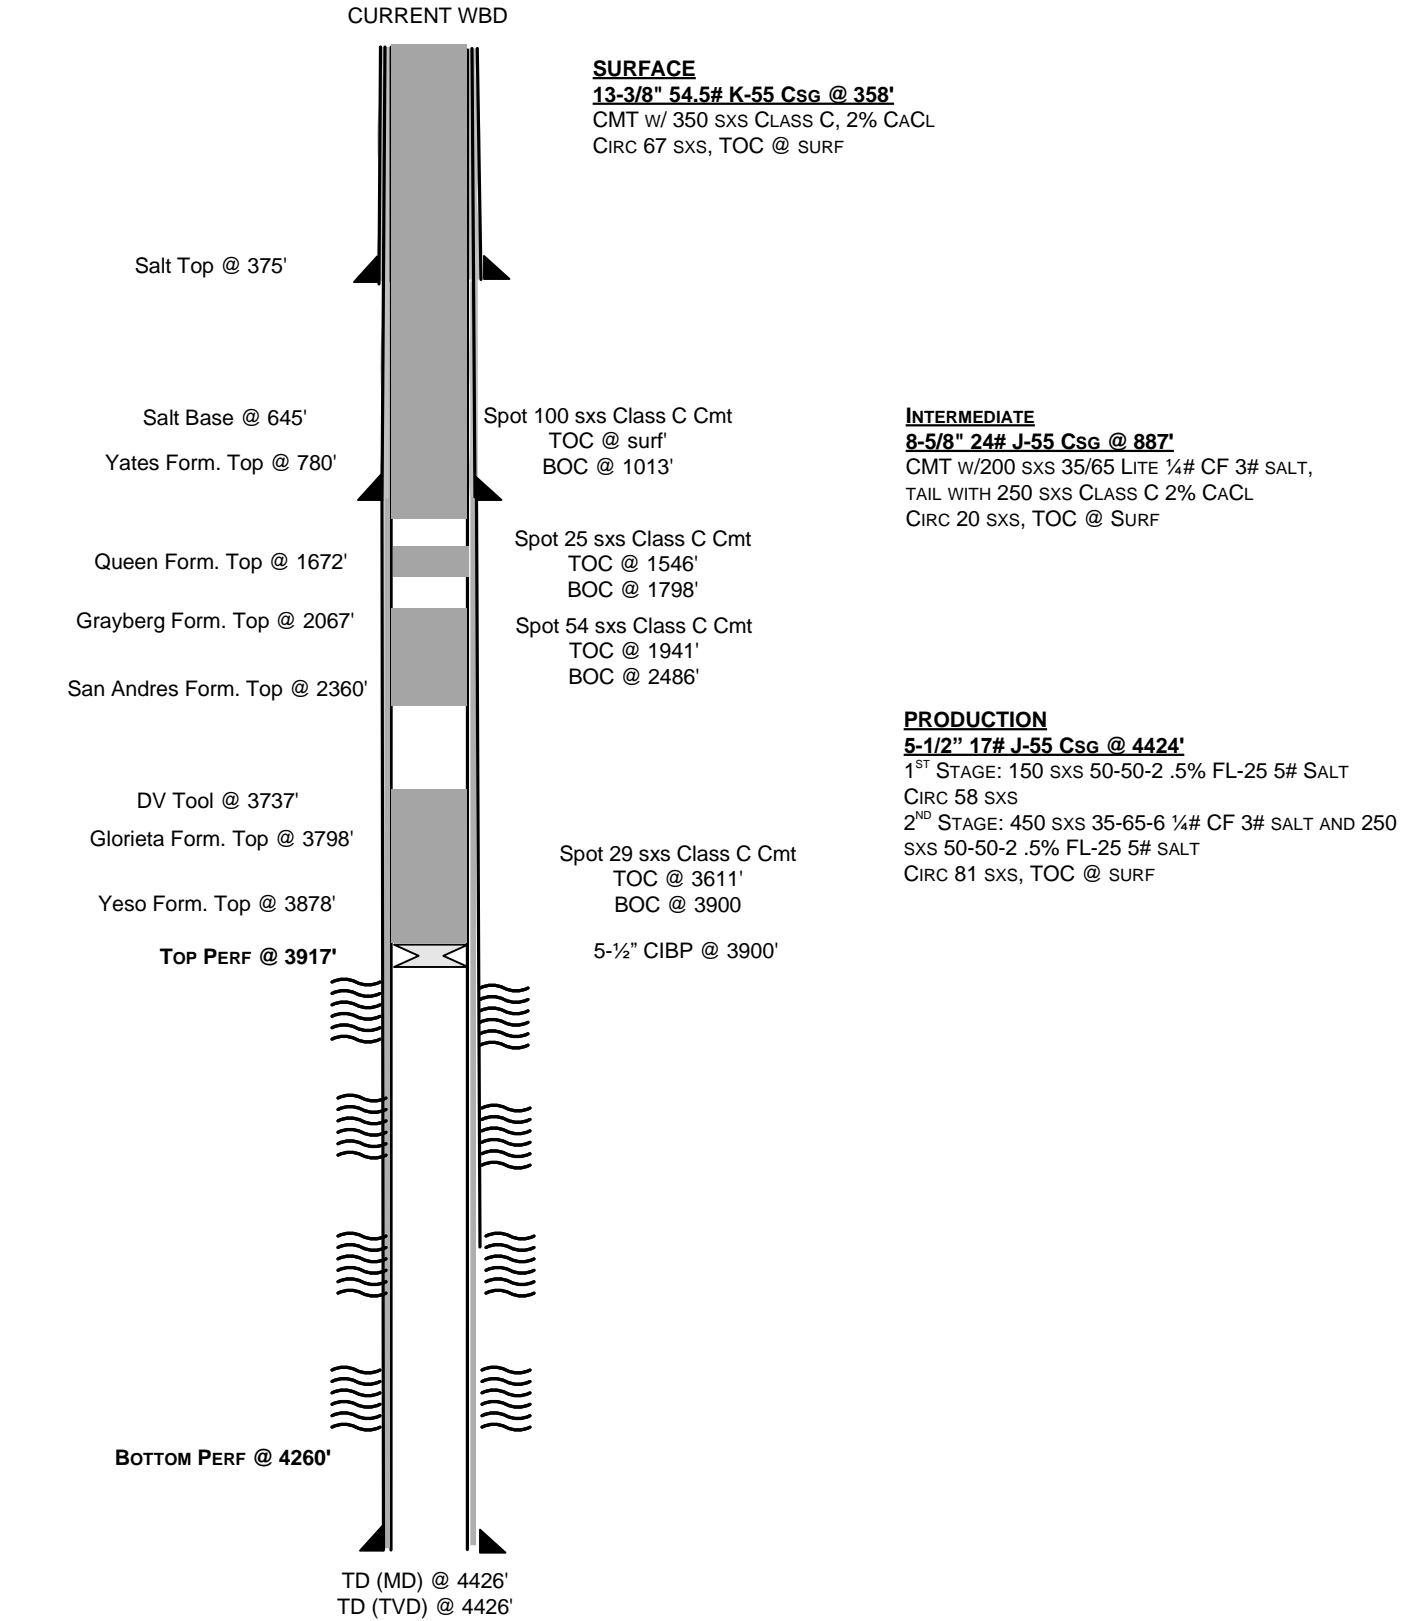 CURRENT WBD
SURFACE
13-3/8" 54.5# K-55 CSG @ 358'
CMT W/ 350 SXS CLASS C, 2% CACL
CIRC 67 SXS, TOC @ SURF
Salt Top @ 375'
Salt Base @ 645'
Yates Form. Top @ 780'
Spot 100 sxs Class C Cmt
TOC @ surf'
BOC @ 1013'
INTERMEDIATE
8-5/8" 24# J-55 CSG @ 887'
CMT W/200 SXS 35/65 LITE ¼# CF 3# SALT,
TAIL WITH 250 SXS CLASS C 2% CACL
CIRC 20 SXS, TOC @ SURF
Queen Form. Top @ 1672'
Spot 25 sxs Class C Cmt
TOC @ 1546'
BOC @ 1798'
Grayberg Form. Top @ 2067'
San Andres Form. Top @ 2360'
Spot 54 sxs Class C Cmt
TOC @ 1941'
BOC @ 2486'
PRODUCTION
5-1/2” 17# J-55 CSG @ 4424'
1ST STAGE: 150 SXS 50-50-2 .5% FL-25 5# SALT
CIRC 58 SXS
2ND STAGE: 450 SXS 35-65-6 ¼# CF 3# SALT AND 250
SXS 50-50-2 .5% FL-25 5# SALT
CIRC 81 SXS, TOC @ SURF
DV Tool @ 3737'
Glorieta Form. Top @ 3798'
Yeso Form. Top @ 3878'
Spot 29 sxs Class C Cmt
TOC @ 3611'
BOC @ 3900
TOP PERF @ 3917'
5-½” CIBP @ 3900'
BOTTOM PERF @ 4260'
TD (MD) @ 4426'
TD (TVD) @ 4426'